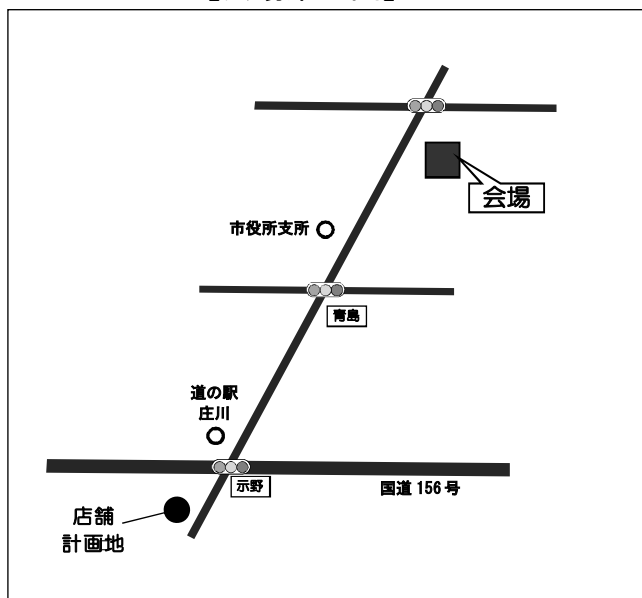 会場
市役所支所
青島
道の駅
庄川
示野
国道 156 号
店舗
計画地